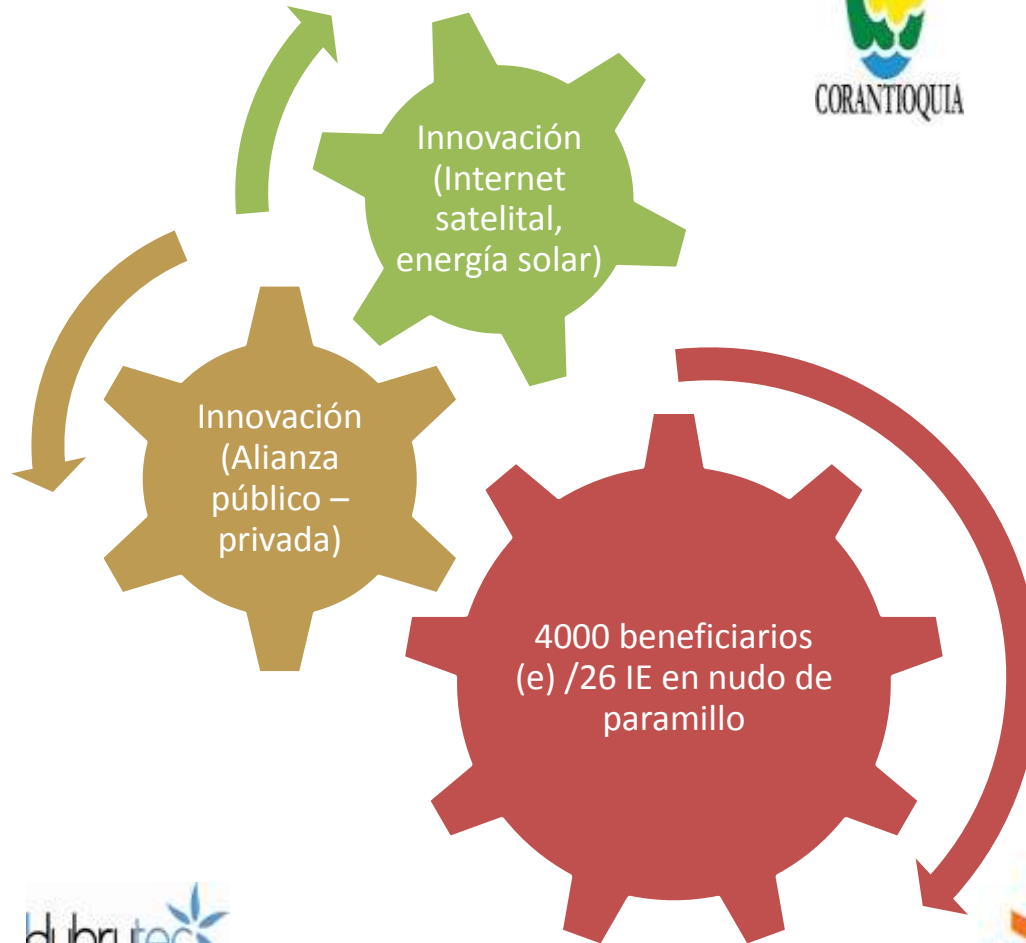 CORANTIOQUIA
Innovación
(Internet
satelital,
energía solar)
Innovación
(Alianza
público –
privada)
4000 beneficiarios
(e) /26 IE en nudo de
paramillo